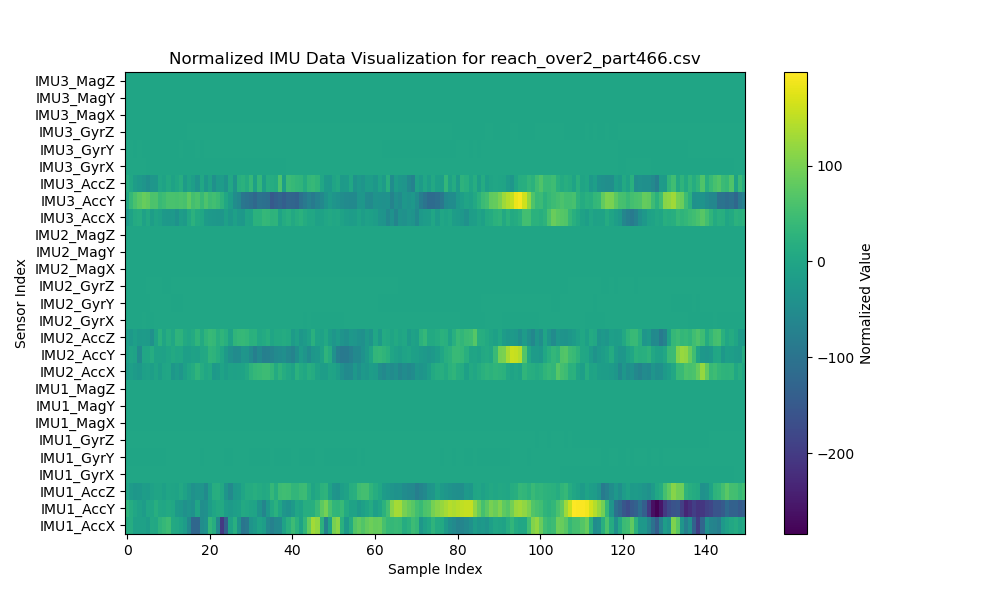 Normalized IMU Data Visualization for reach_over2_part466.csv
IMU3_MagZ
IMU3_MagY
IMU3_MagX
IMU3_GyrZ
IMU3_GyrY
IMU3_GyrX
IMU3_AccZ
IMU3_AccY
IMU3_AccX
IMU2_MagZ
IMU2_MagY
IMU2_MagX
IMU2_GyrZ
IMU2_GyrY
IMU2_GyrX
IMU2_AccZ
IMU2_AccY
IMU2_AccX
IMU1_MagZ
IMU1_MagY
IMU1_MagX
IMU1_GyrZ
IMU1_GyrY
IMU1_GyrX
IMU1_AccZ
IMU1_AccY
IMU1_AccX
Sensor Index
0 20 40 60 80 100 120 140
Sample Index
100
0
−100
−200
Normalized Value